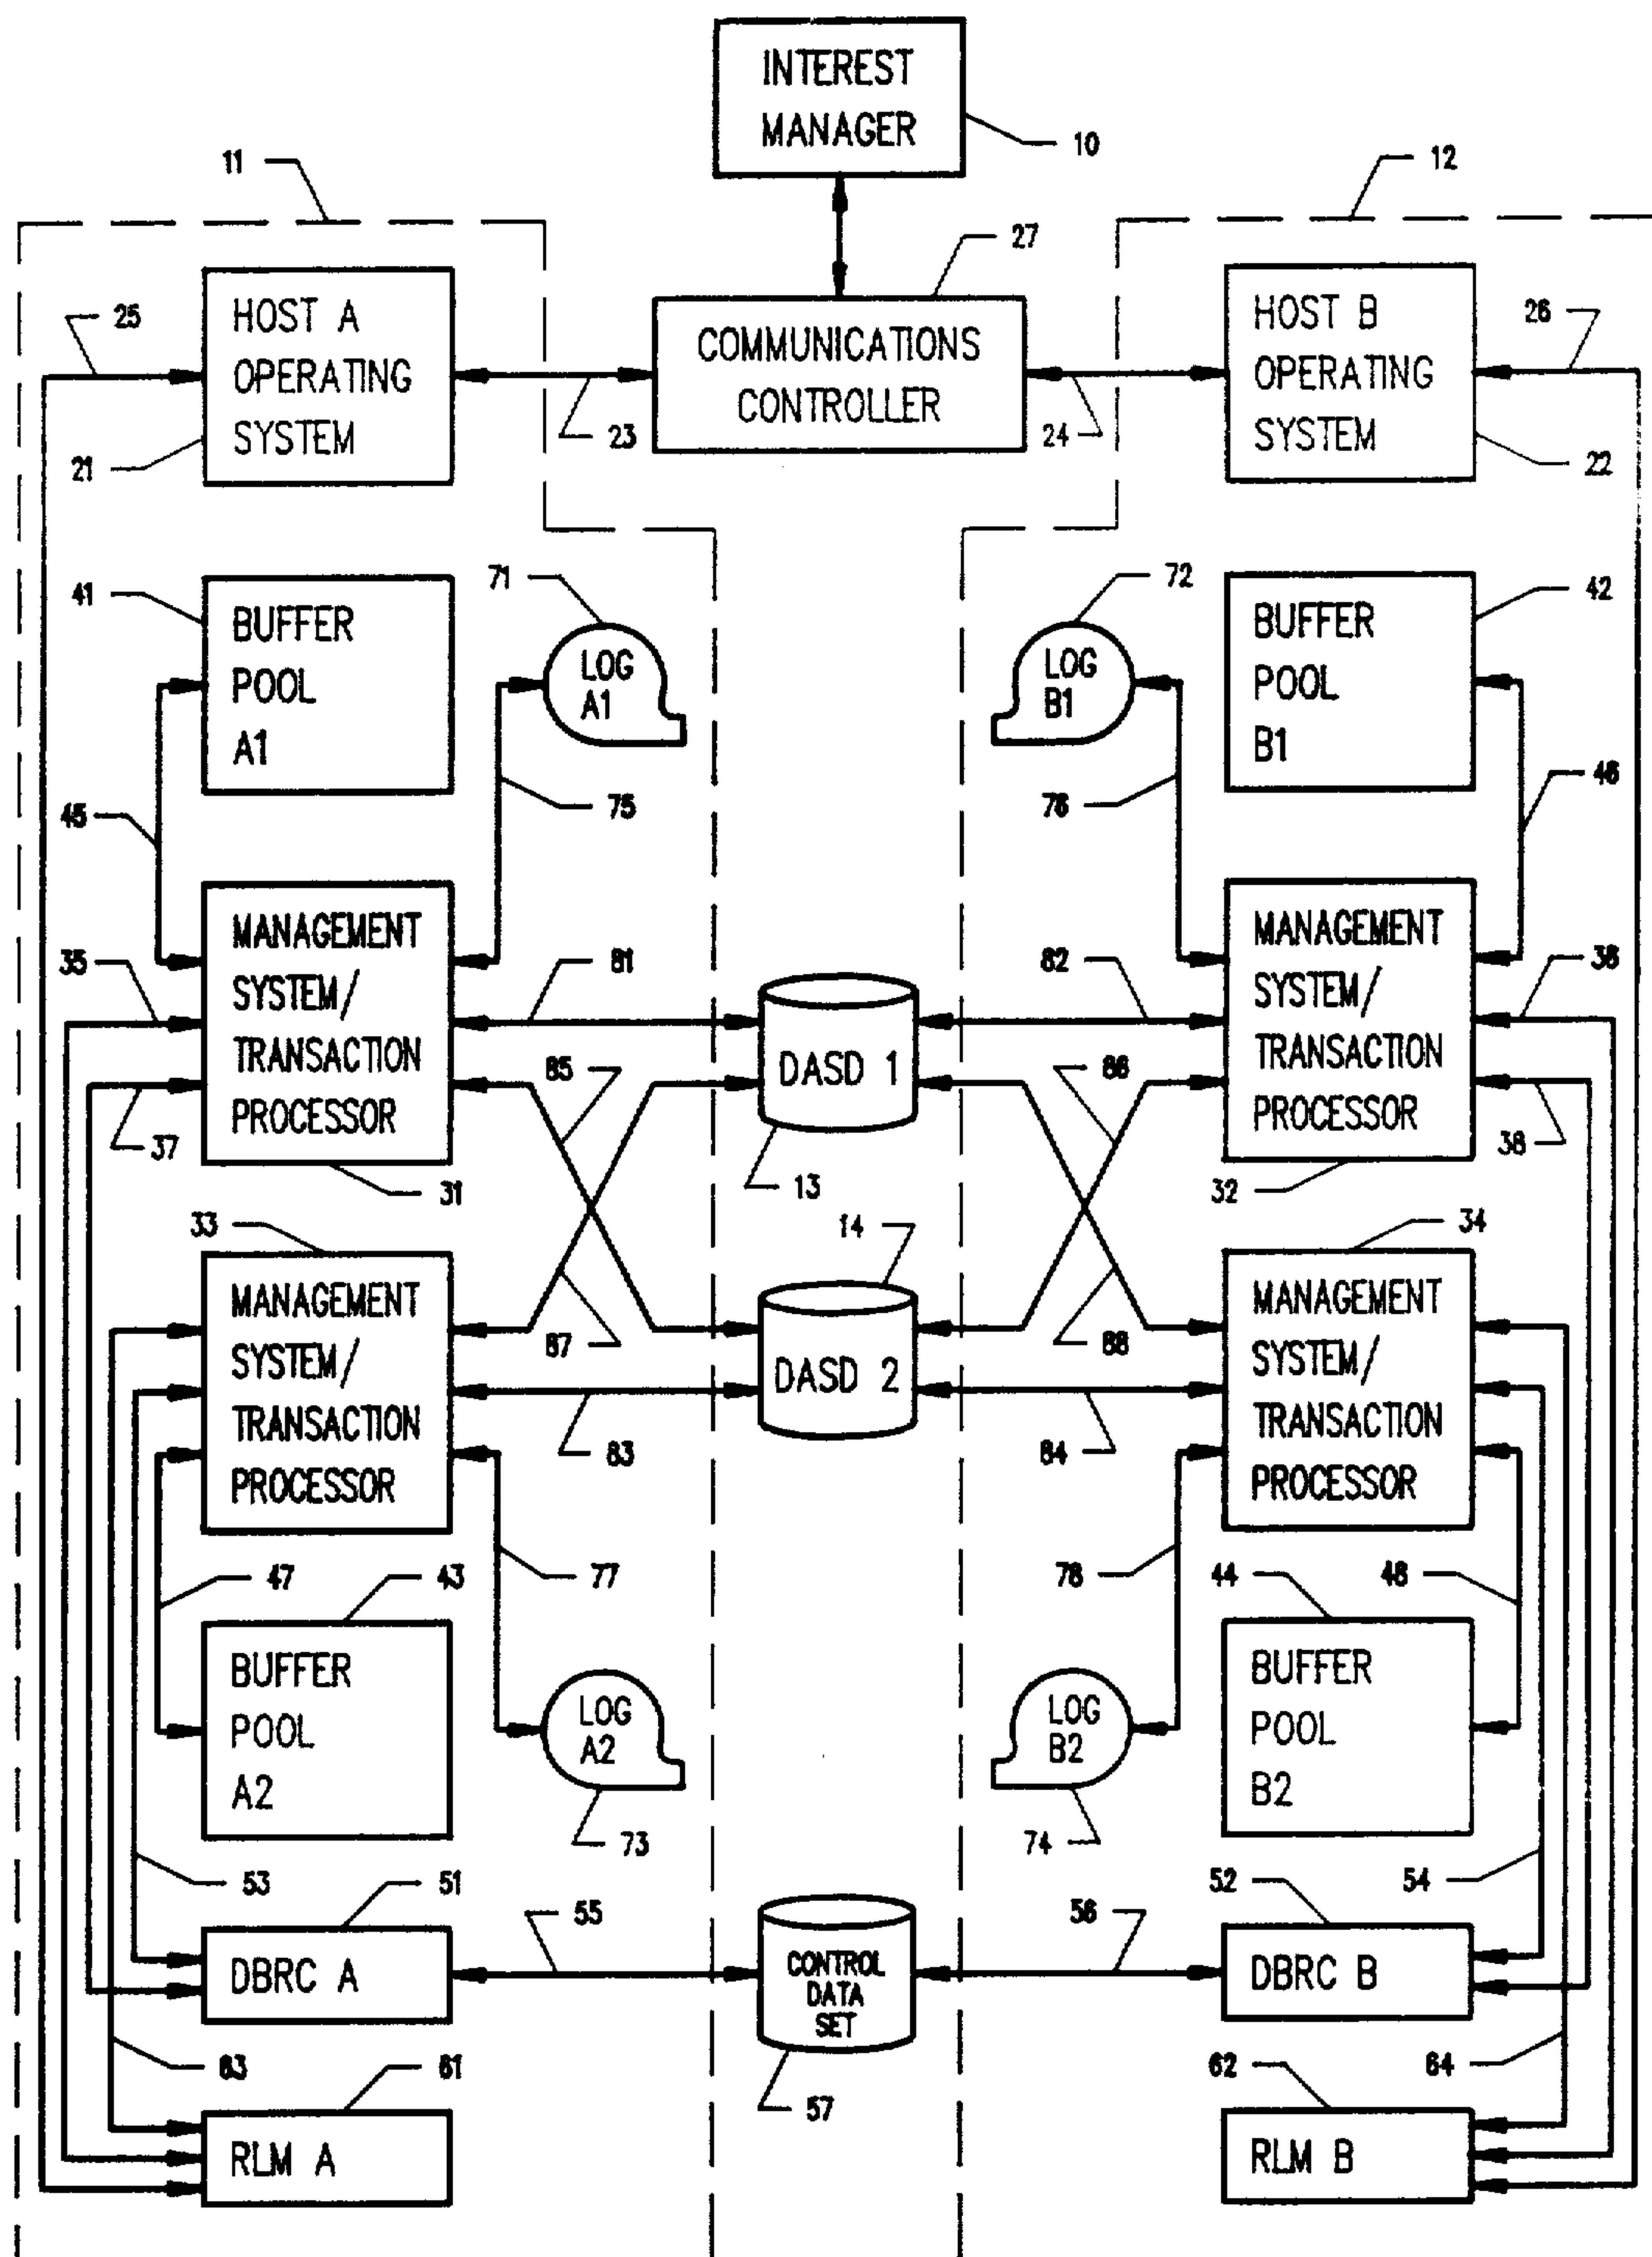 INTEREST
MANAGER
10
11
12
27
25
HOST A
OPERATING
SYSTEM
21
23
COMMUNICATIONS
CONTROLLER
24
HOST B
OPERATING
SYSTEM
26
22
41
BUFFER
POOL
A1
71
LOG
A1
72
LOG
B1
42
BUFFER
POOL
B1
45
75
76
46
35
37
MANAGEMENT
SYSTEM/
TRANSACTION
PROCESSOR
31
81
85
DASD 1
13
82
86
MANAGEMENT
SYSTEM/
TRANSACTION
PROCESSOR
32
36
38
33
MANAGEMENT
SYSTEM/
TRANSACTION
PROCESSOR
87
83
14
DASD 2
88
84
34
MANAGEMENT
SYSTEM/
TRANSACTION
PROCESSOR
47
43
77
78
44
48
BUFFER
POOL
A2
LOG
A2
73
LOG
B2
74
BUFFER
POOL
B2
53
51
55
56
52
54
DBRC A
CONTROL
DATA
SET
57
DBRC B
63
61
62
64
RLM A
RLM B